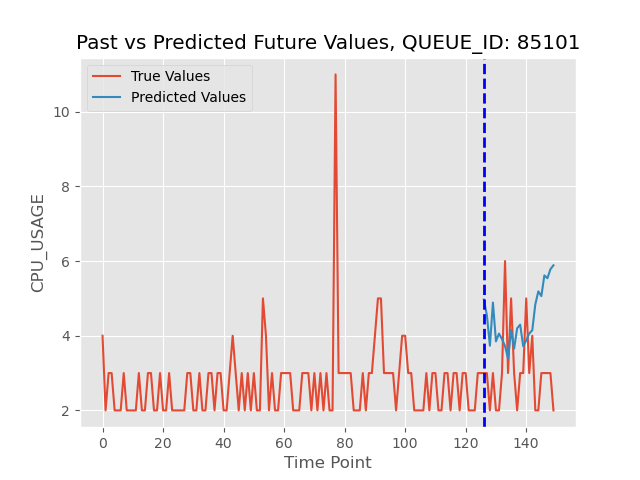 Past vs Predicted Future Values, QUEUE_ID: 85101
True Values
Predicted Values
CPU_USAGE
10
8
6
4
2
0
20
40
60
80
100
120
140
Time Point